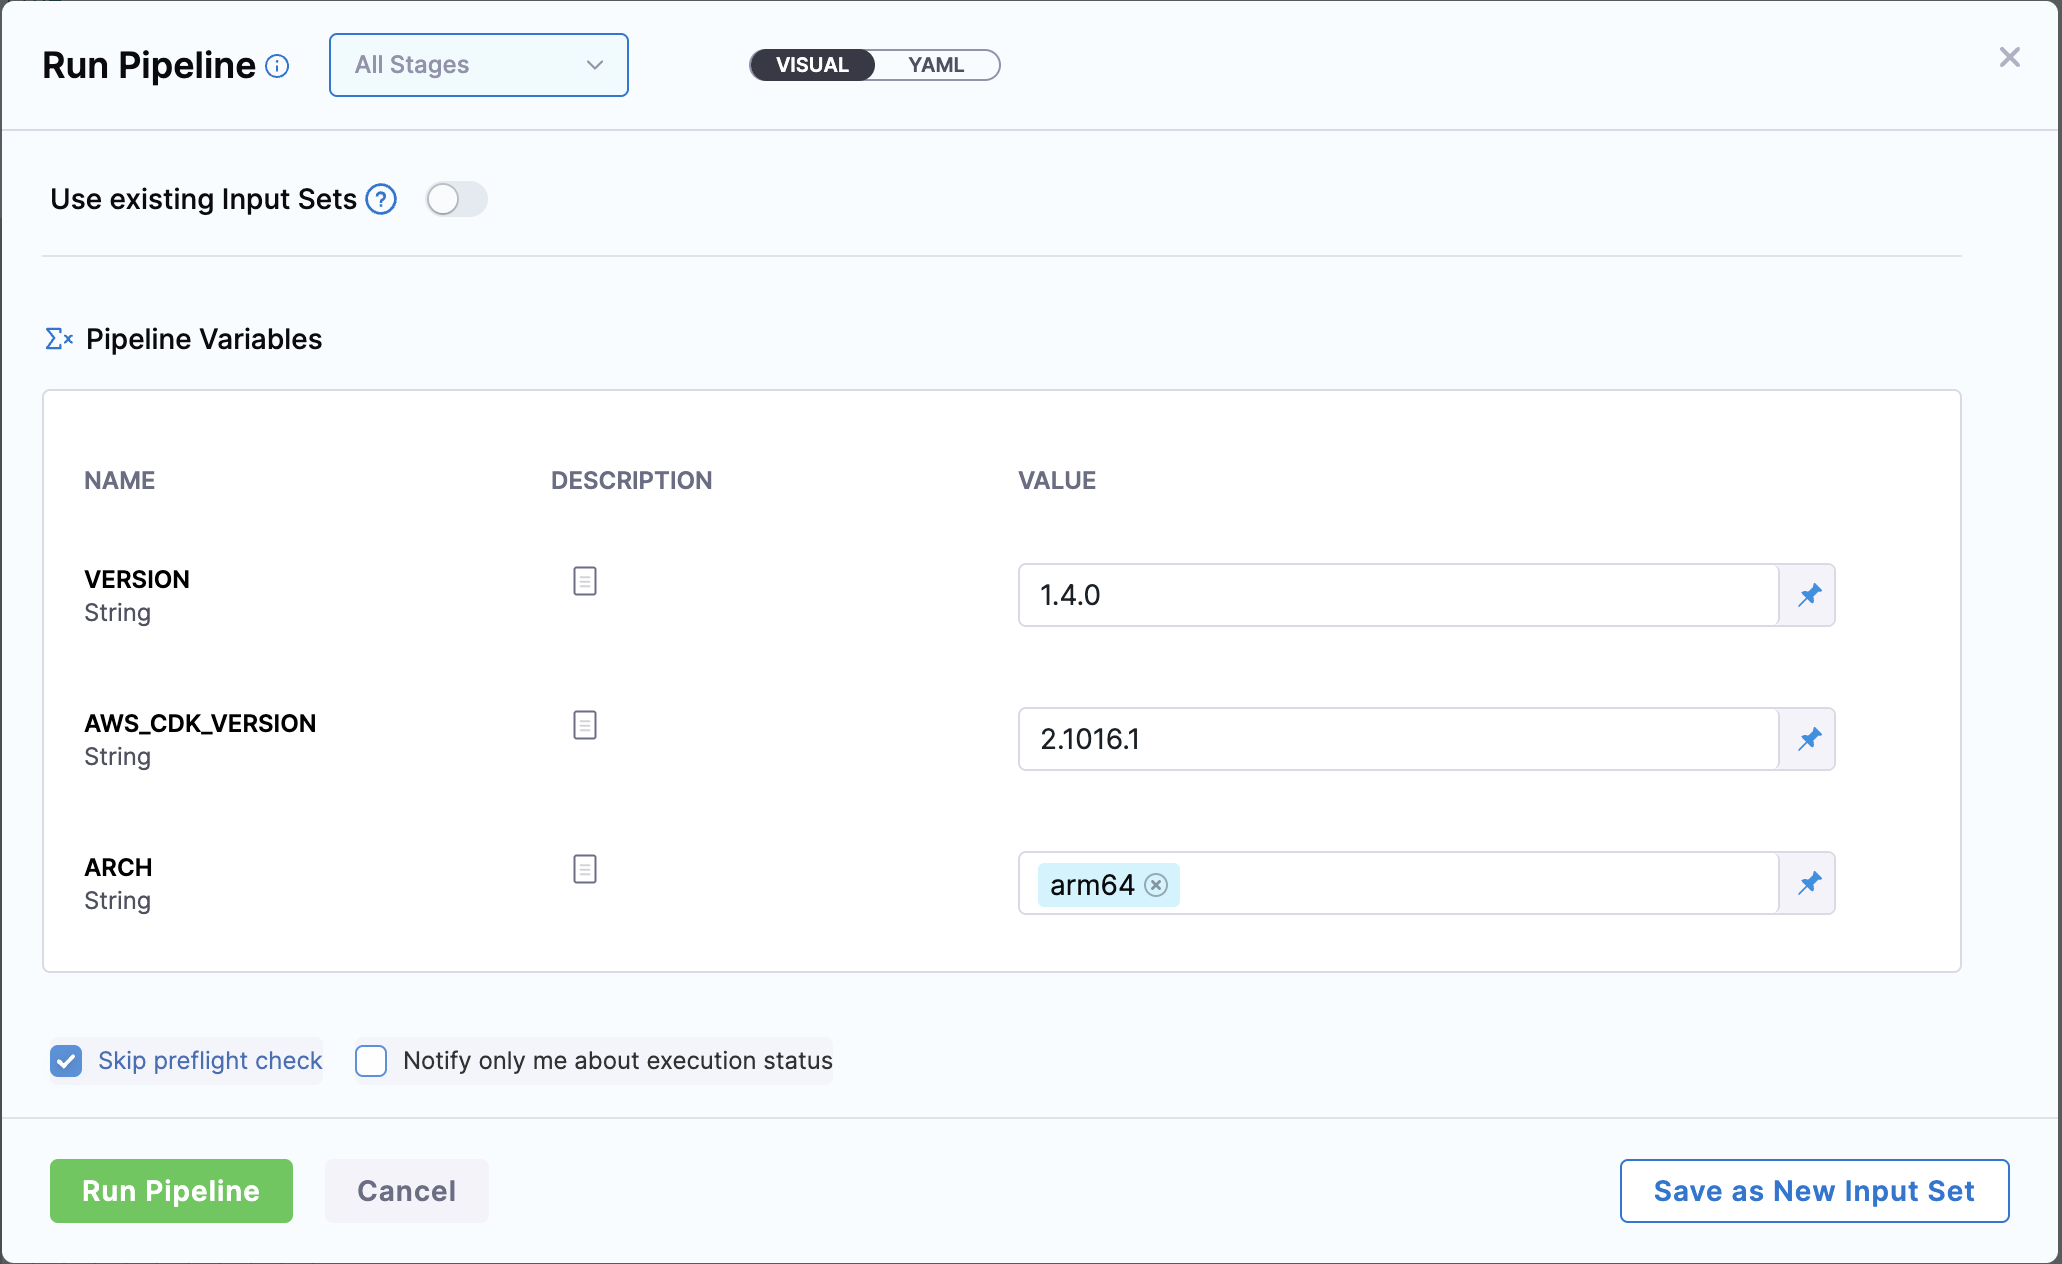 Run Pipeline
All Stages
VISUAL
YAML
Use existing Input Sets
Pipeline Variables
NAME
DESCRIPTION
VALUE
VERSION
String
1.4.0
AWS_CDK_VERSION
String
2.1016.1
ARCH
String
arm64
Skip preflight check
Notify only me about execution status
Run Pipeline
Cancel
Save as New Input Set